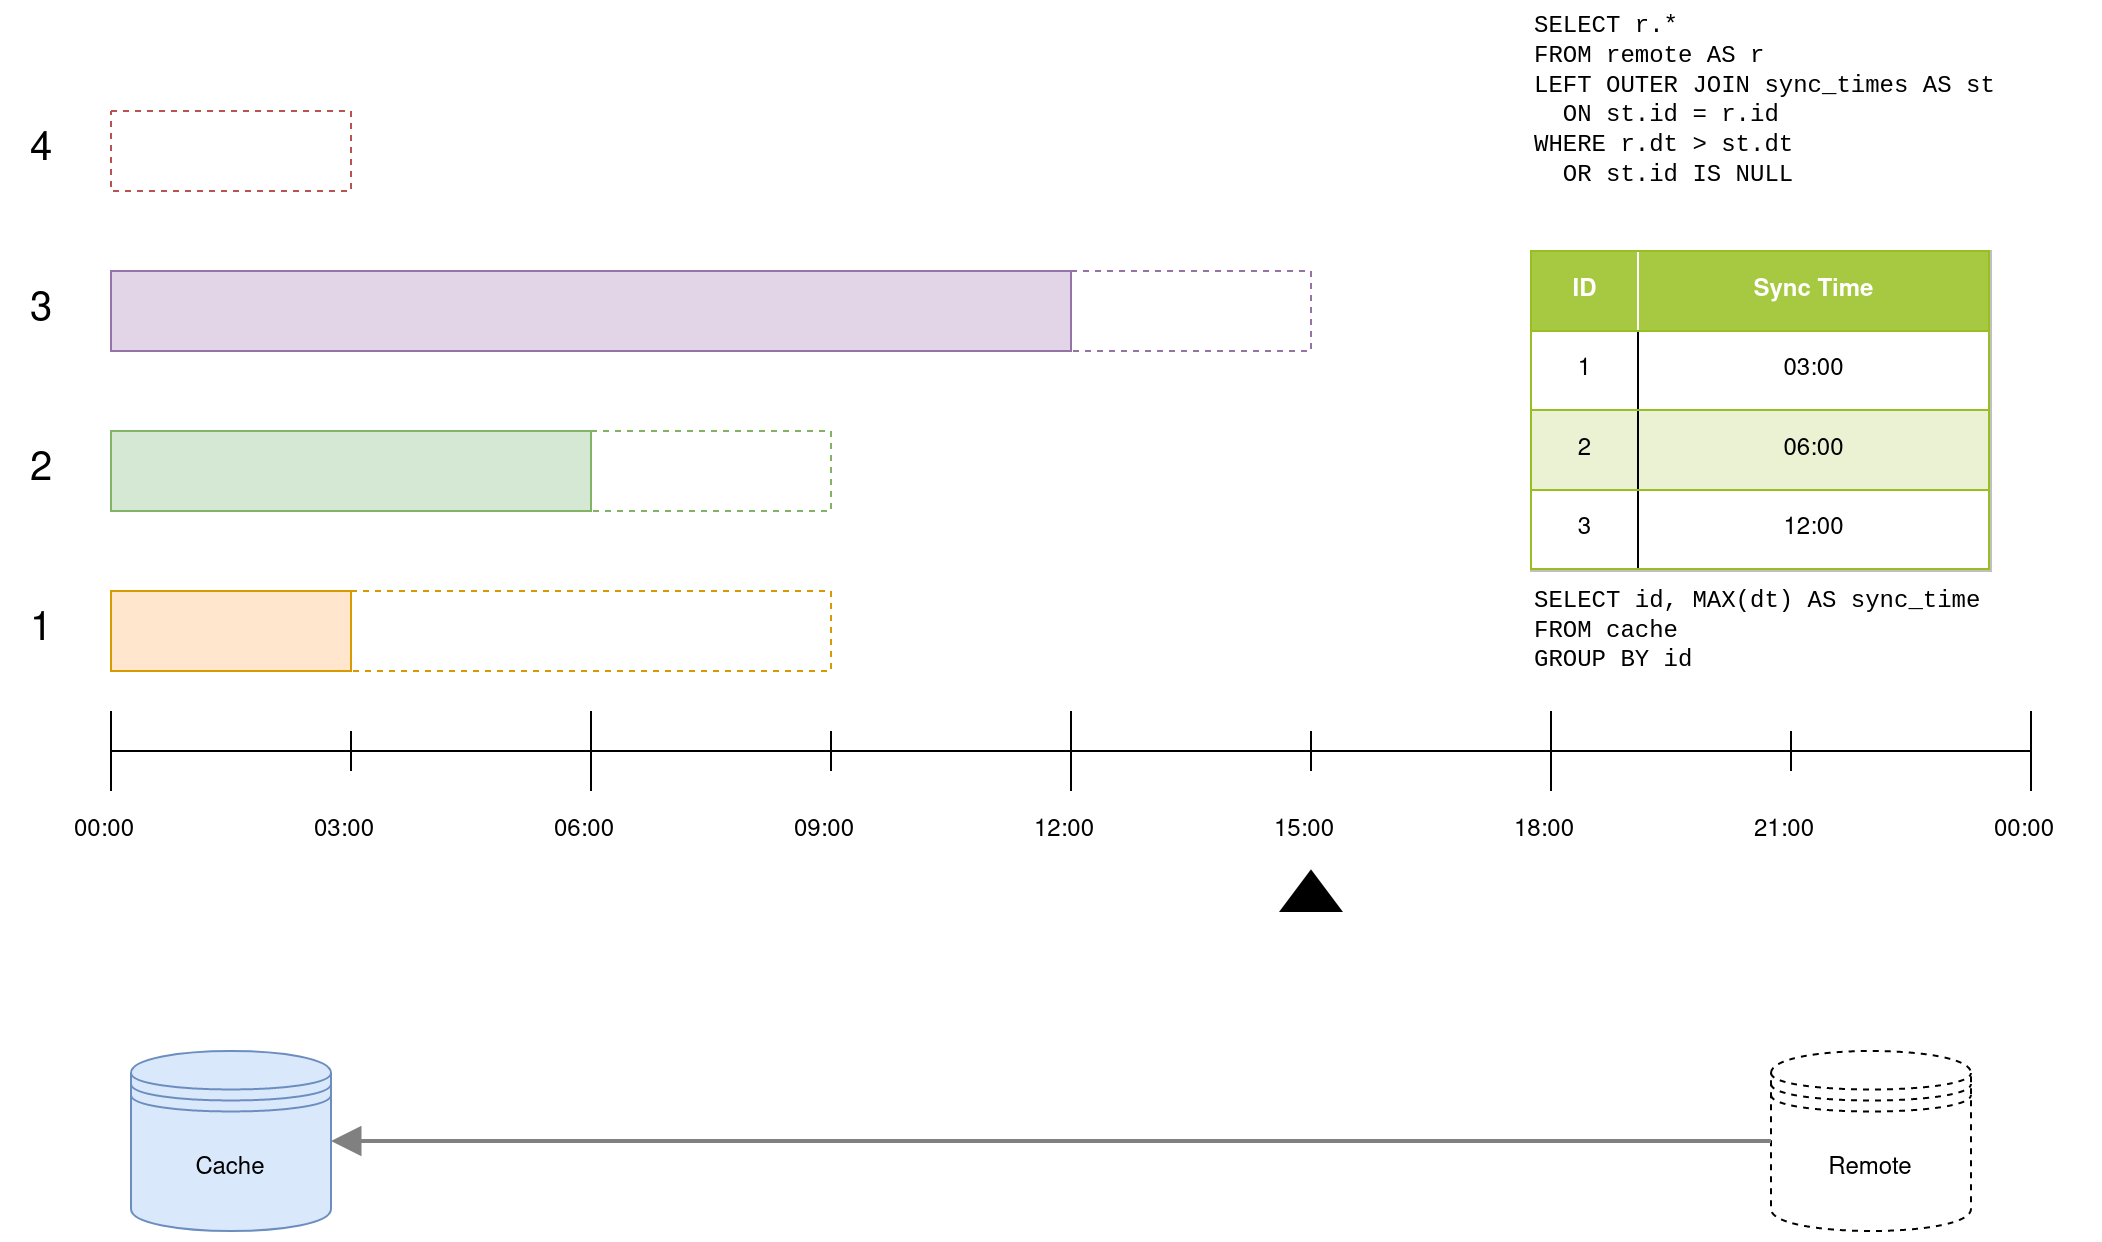 SELECT r.*
FROM remote AS r
LEFT OUTER JOIN sync_times AS st
  ON st.id = r.id
WHERE r.dt > st.dt
  OR st.id IS NULL
4
3
2
1
ID Sync Time
1 03:00
2 06:00
3 12:00
SELECT id, MAX(dt) AS sync_time
FROM cache
GROUP BY id
00:00 03:00 06:00 09:00 12:00 15:00 18:00 21:00 00:00
Cache
Remote